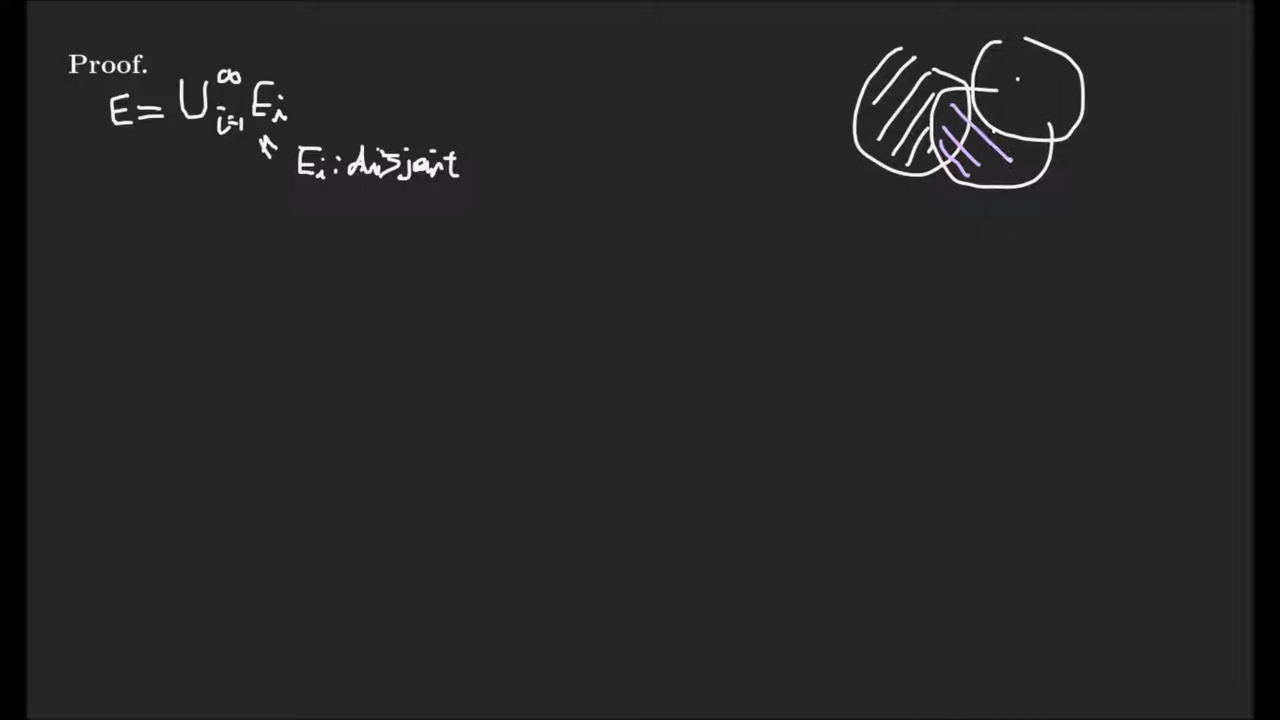 Proof.
E = ∪_{i=1}^{∞} E_i
E_i : disjoint